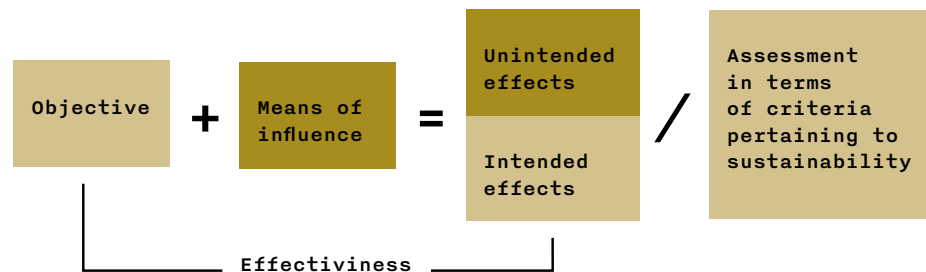 Objective
+
Means of
influence
=
Unintended
effects
Intended
effects
/
Assessment
in terms
of criteria
pertaining to
sustainability
Effectiviness